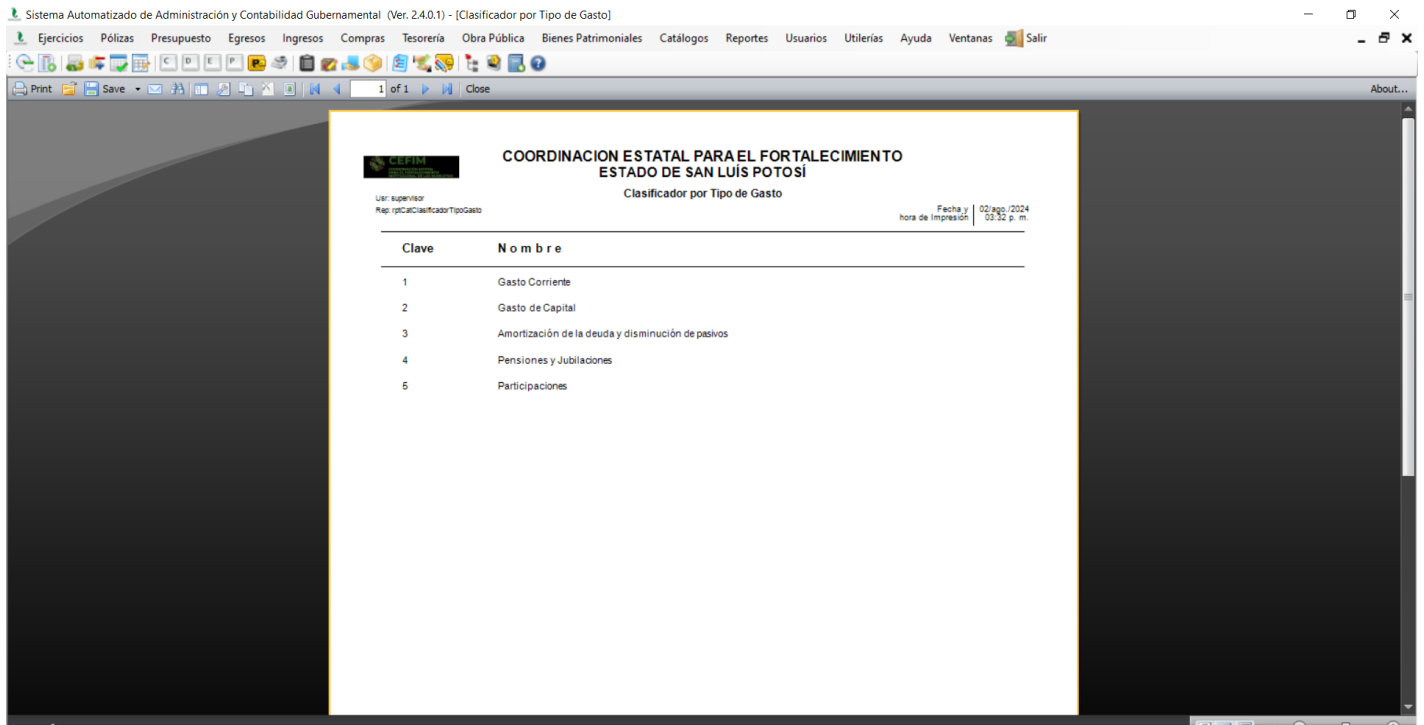 Sistema Automatizado de Administración y Contabilidad Gubernamental (Ver. 2.4.0.1) - [Clasificador por Tipo de Gasto]
Ejercicios Pólizas Presupuesto Egresos Ingresos Compras Tesorería Obra Pública Bienes Patrimoniales Catálogos Reportes Usuarios Utilerías Ayuda Ventanas Salir
C D E P P
Print Save 1 of 1 Close About...
CEFIM
COORDINACION ESTATAL PARA EL FORTALECIMIENTO
ESTADO DE SAN LUÍS POTOSÍ
Clasificador por Tipo de Gasto
Usr: supervisor
Rep: rptCatClasificadorTipoGasto
Fecha y 02/ago./2024
hora de Impresión 03:32 p. m.
Clave Nombre
1 Gasto Corriente
2 Gasto de Capital
3 Amortización de la deuda y disminución de pasivos
4 Pensiones y Jubilaciones
5 Participaciones